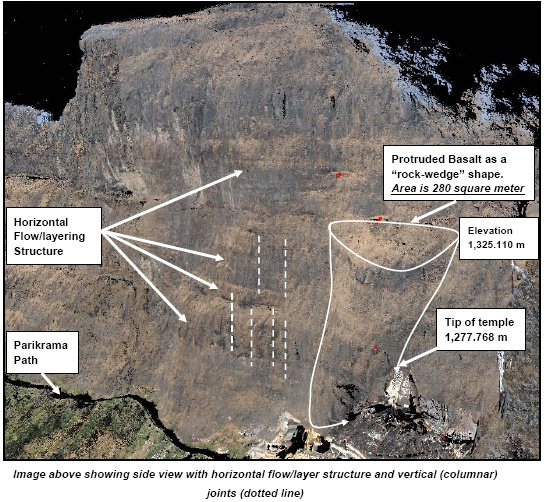 Protruded Basalt as a
“rock-wedge” shape.
Area is 280 square meter
Elevation
1,325.110 m
Horizontal
Flow/layering
Structure
Tip of temple
1,277.768 m
Parikrama
Path
Image above showing side view with horizontal flow/layer structure and vertical (columnar)
joints (dotted line)